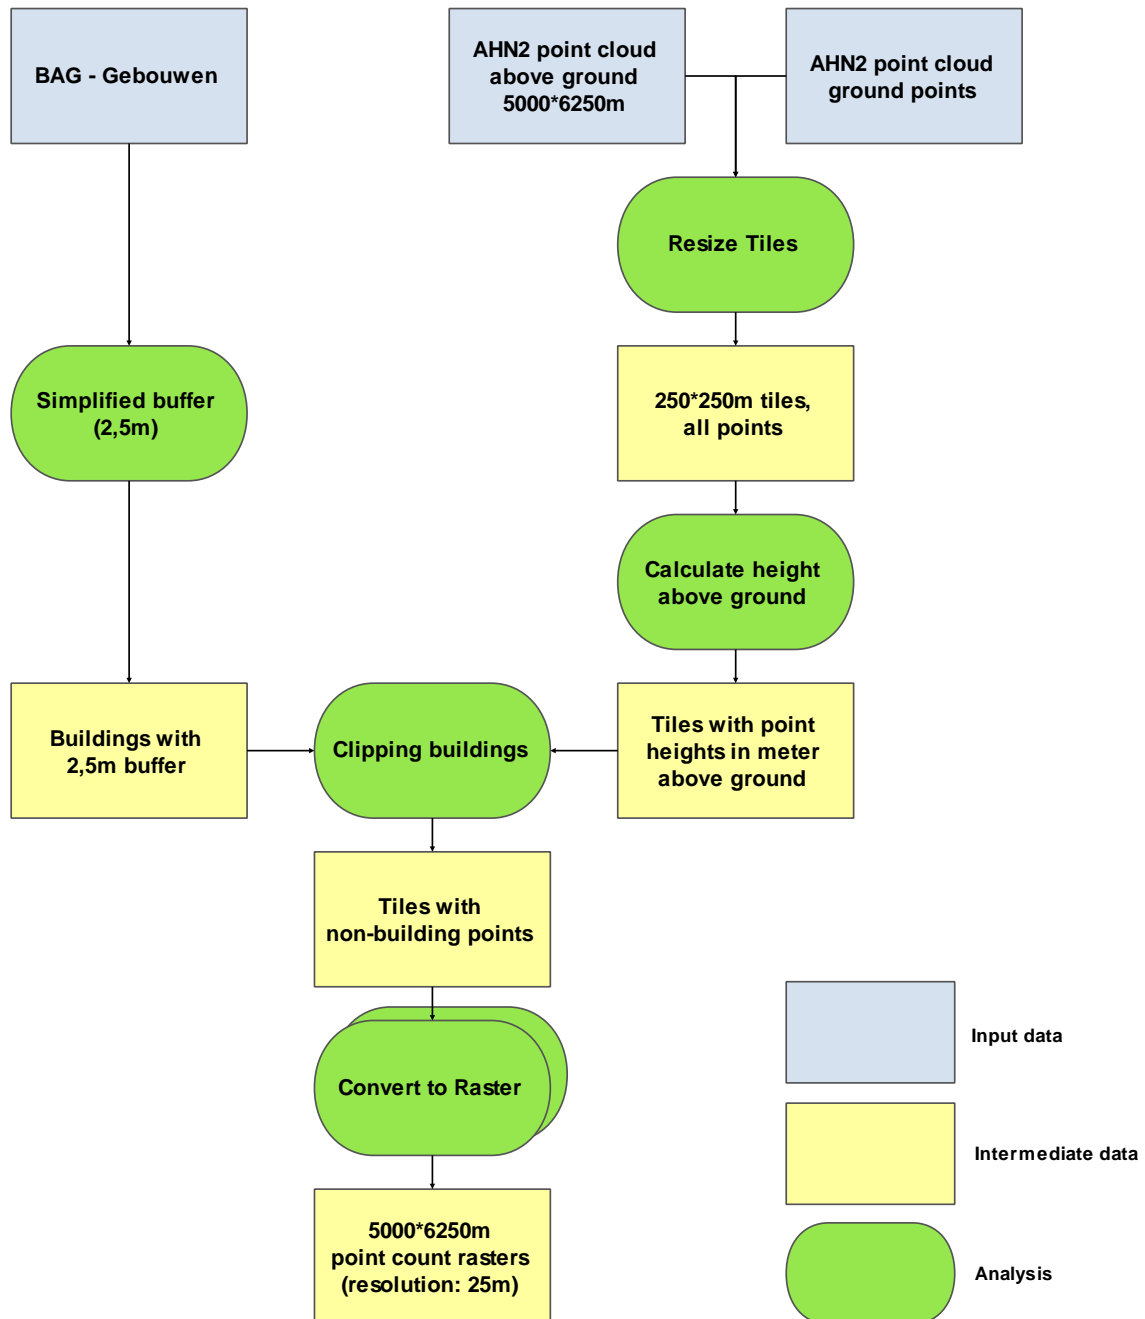 BAG - Gebouwen
AHN2 point cloud
above ground
5000*6250m
AHN2 point cloud
ground points
Resize Tiles
Simplified buffer
(2,5m)
250*250m tiles,
all points
Calculate height
above ground
Buildings with
2,5m buffer
Clipping buildings
Tiles with point
heights in meter
above ground
Tiles with
non-building points
Convert to Raster
5000*6250m
point count rasters
(resolution: 25m)
Input data
Intermediate data
Analysis